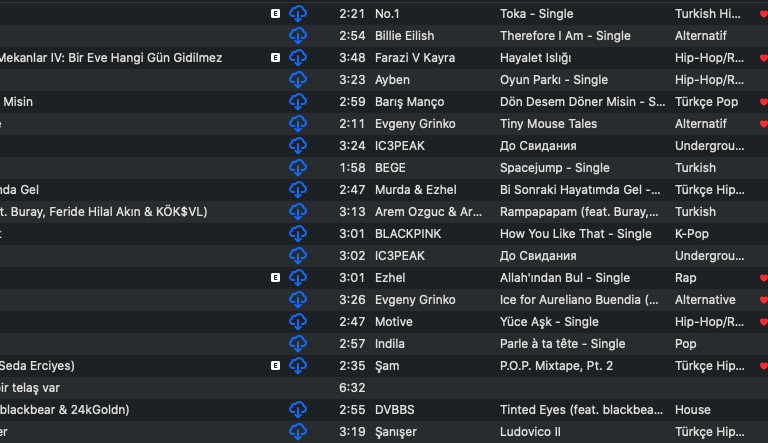 E 2:21 No.1 Toka - Single Turkish Hi...
2:54 Billie Eilish Therefore I Am - Single Alternatif
Mekanlar IV: Bir Eve Hangi Gün Gidilmez E 3:48 Farazi V Kayra Hayalet Islığı Hip-Hop/R...
3:23 Ayben Oyun Parkı - Single Hip-Hop/R...
Misin 2:59 Barış Manço Dön Desem Döner Misin - S... Türkçe Pop
2:11 Evgeny Grinko Tiny Mouse Tales Alternatif
3:24 IC3PEAK До Свидания Undergrou...
1:58 BEGE Spacejump - Single Turkish
nda Gel 2:47 Murda & Ezhel Bi Sonraki Hayatımda Gel -... Türkçe Hip...
t. Buray, Feride Hilal Akın & KÖK$VL) 3:13 Arem Ozguc & Ar... Rampapapam (feat. Buray,... Turkish
t 3:01 BLACKPINK How You Like That - Single K-Pop
3:02 IC3PEAK До Свидания Undergrou...
E 3:01 Ezhel Allah'ından Bul - Single Rap
3:26 Evgeny Grinko Ice for Aureliano Buendia (... Alternative
2:47 Motive Yüce Aşk - Single Hip-Hop/R...
2:57 Indila Parle à ta tête - Single Pop
Seda Erciyes) E 2:35 Şam P.O.P. Mixtape, Pt. 2 Türkçe Hip...
bir telaş var 6:32
blackbear & 24kGoldn) 2:55 DVBBS Tinted Eyes (feat. blackbea... House
er 3:19 Şanışer Ludovico II Türkçe Hip...